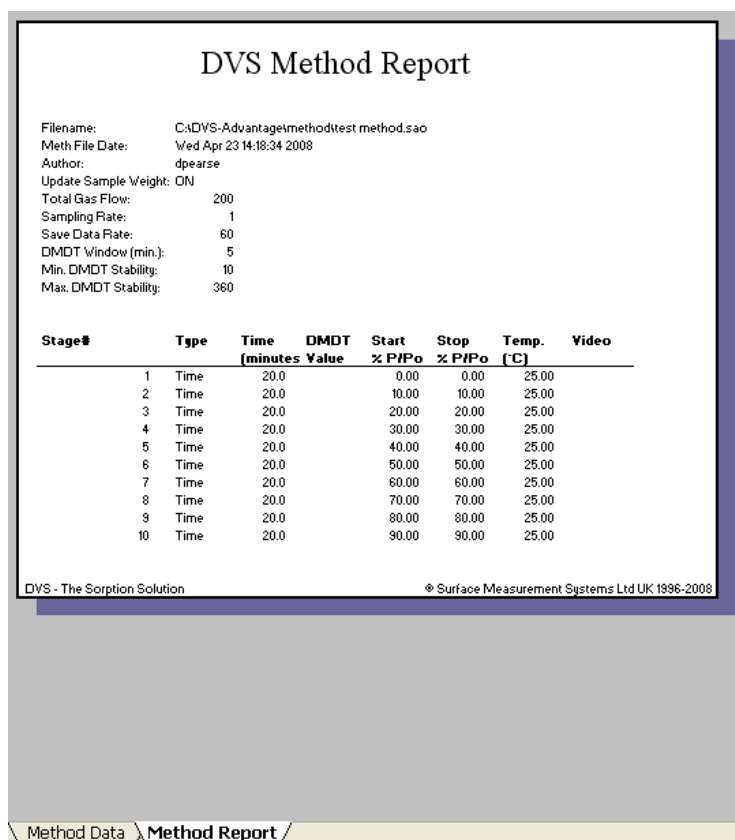 DVS Method Report
Filename: C:\DVS-Advantage\method\test method.sao
Meth File Date: Wed Apr 23 14:18:34 2008
Author: dpearse
Update Sample Weight: ON
Total Gas Flow: 200
Sampling Rate: 1
Save Data Rate: 60
DMDT Window (min.): 5
Min. DMDT Stability: 10
Max. DMDT Stability: 360
Stage# Type Time DMDT Start Stop Temp. Video
(minutes Value % P/Po % P/Po (°C)
1 Time 20.0 0.00 0.00 25.00
2 Time 20.0 10.00 10.00 25.00
3 Time 20.0 20.00 20.00 25.00
4 Time 20.0 30.00 30.00 25.00
5 Time 20.0 40.00 40.00 25.00
6 Time 20.0 50.00 50.00 25.00
7 Time 20.0 60.00 60.00 25.00
8 Time 20.0 70.00 70.00 25.00
9 Time 20.0 80.00 80.00 25.00
10 Time 20.0 90.00 90.00 25.00
DVS - The Sorption Solution ® Surface Measurement Systems Ltd UK 1996-2008
Method Data Method Report